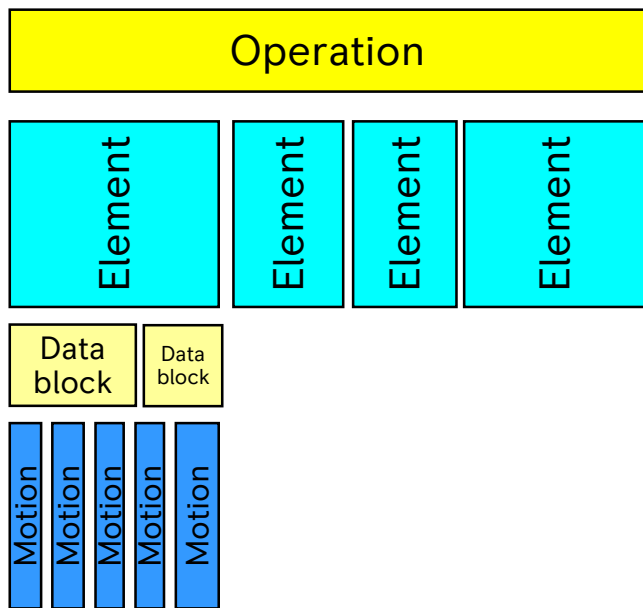 Operation
Element
Element
Element
Element
Data
block
Data
block
Motion
Motion
Motion
Motion
Motion